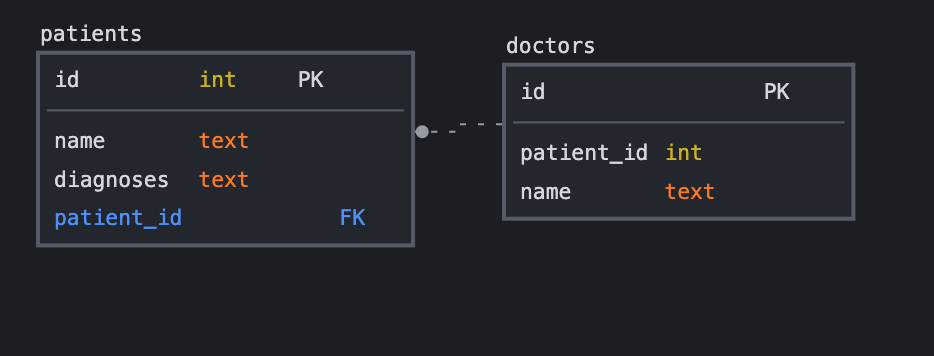 patients
id int PK
name text
diagnoses text
patient_id FK
doctors
id PK
patient_id int
name text